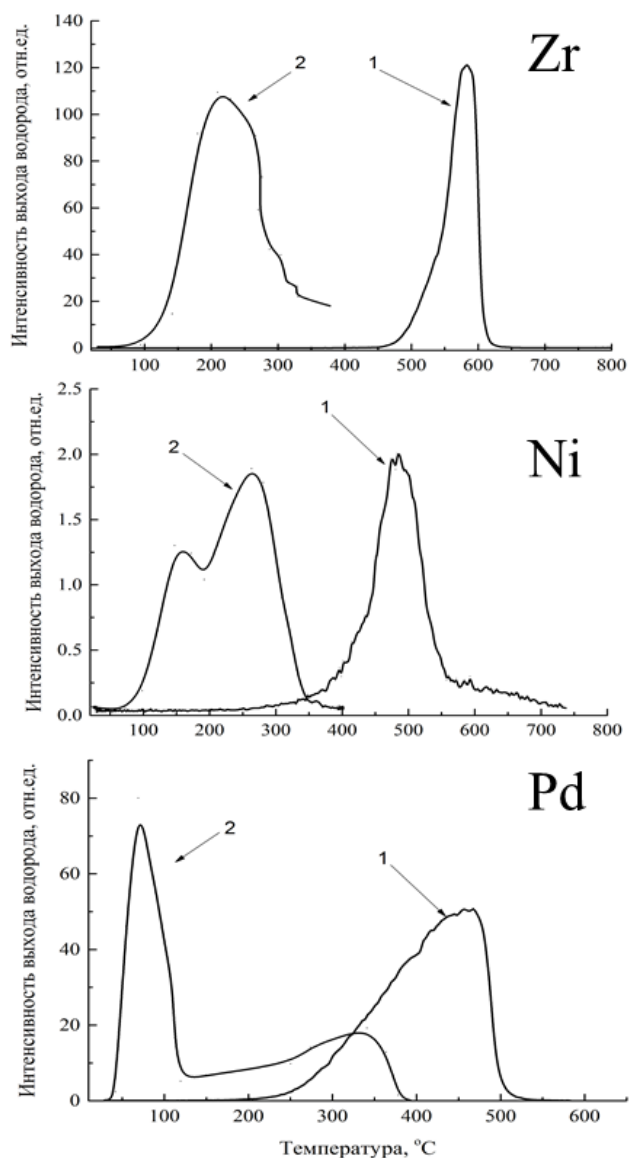 Интенсивность выхода водорода, отн.ед.
140
120
100
80
60
40
20
0
2
1
Zr
100 200 300 400 500 600 700 800
Интенсивность выхода водорода, отн.ед.
2.5
2.0
1.5
1.0
0.5
0.0
2
1
Ni
100 200 300 400 500 600 700 800
Интенсивность выхода водорода, отн.ед.
80
60
40
20
0
2
1
Pd
100 200 300 400 500 600
Температура, °C